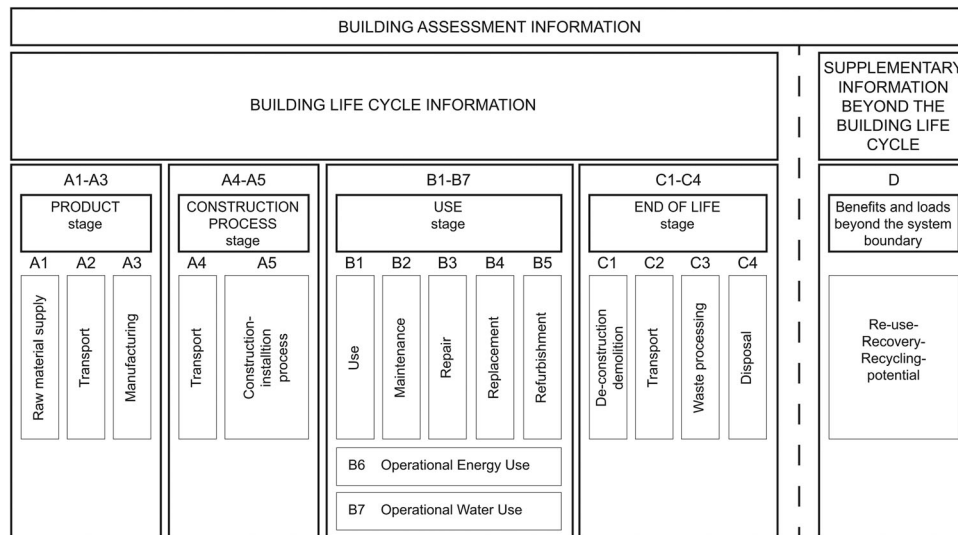 BUILDING ASSESSMENT INFORMATION
BUILDING LIFE CYCLE INFORMATION
SUPPLEMENTARY
INFORMATION
BEYOND THE
BUILDING LIFE
CYCLE
A1-A3
PRODUCT
stage
A1
A2
A3
Raw material supply
Transport
Manufacturing
A4-A5
CONSTRUCTION
PROCESS
stage
A4
A5
Transport
Construction-
installtion
process
B1-B7
USE
stage
B1
B2
B3
B4
B5
Use
Maintenance
Repair
Replacement
Refurbishment
B6 Operational Energy Use
B7 Operational Water Use
C1-C4
END OF LIFE
stage
C1
C2
C3
C4
De-construction
demolition
Transport
Waste processing
Disposal
D
Benefits and loads
beyond the system
boundary
Re-use-
Recovery-
Recycling-
potential